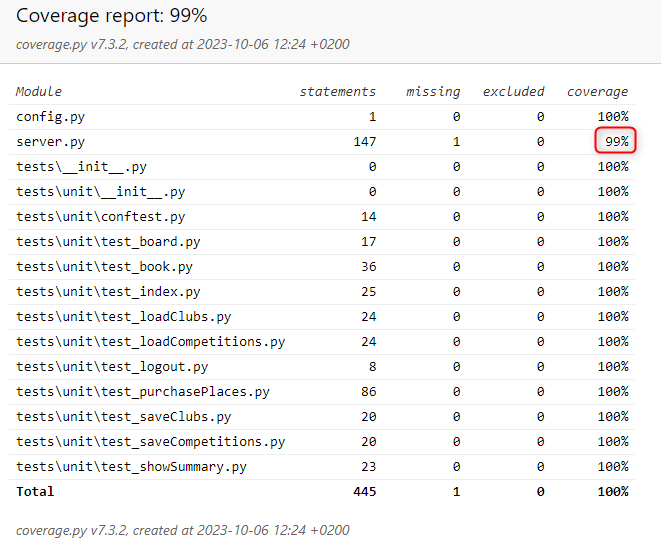 Coverage report: 99%
coverage.py v7.3.2, created at 2023-10-06 12:24 +0200
Module statements missing excluded coverage
config.py 1 0 0 100%
server.py 147 1 0 99%
tests\__init__.py 0 0 0 100%
tests\unit\__init__.py 0 0 0 100%
tests\unit\conftest.py 14 0 0 100%
tests\unit\test_board.py 17 0 0 100%
tests\unit\test_book.py 36 0 0 100%
tests\unit\test_index.py 25 0 0 100%
tests\unit\test_loadClubs.py 24 0 0 100%
tests\unit\test_loadCompetitions.py 24 0 0 100%
tests\unit\test_logout.py 8 0 0 100%
tests\unit\test_purchasePlaces.py 86 0 0 100%
tests\unit\test_saveClubs.py 20 0 0 100%
tests\unit\test_saveCompetitions.py 20 0 0 100%
tests\unit\test_showSummary.py 23 0 0 100%
Total 445 1 0 100%
coverage.py v7.3.2, created at 2023-10-06 12:24 +0200